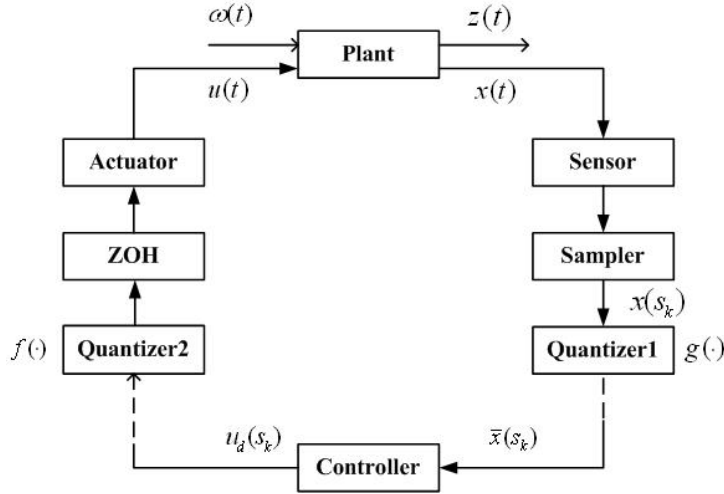 ω(t)
z(t)
Plant
u(t)
x(t)
Actuator
Sensor
ZOH
Sampler
x(s_k)
f(·)
Quantizer2
Quantizer1
g(·)
u_d(s_k)
x̄(s_k)
Controller